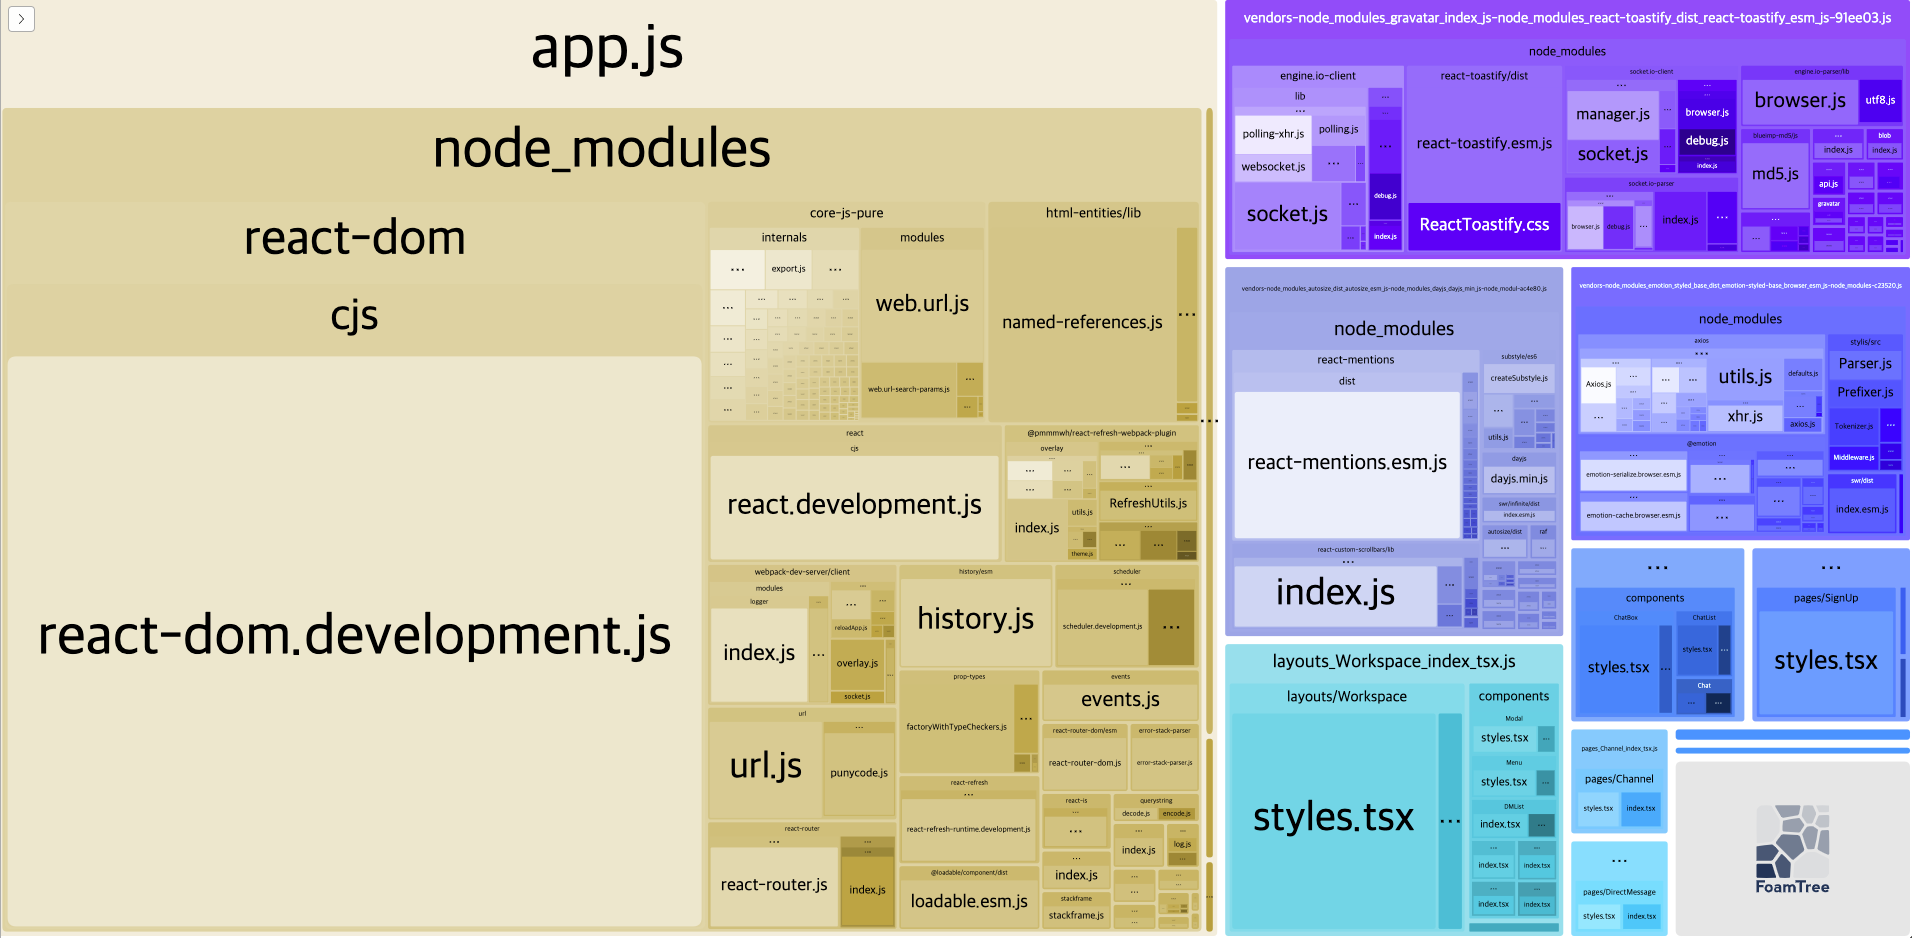 app.js
node_modules
react-dom
cjs
react-dom.development.js
core-js-pure
internals
...
export.js
...
modules
web.url.js
web.url-search-params.js
html-entities/lib
named-references.js
...
react
cjs
react.development.js
@pmmmwh/react-refresh-webpack-plugin
overlay
index.js
utils.js
theme.js
RefreshUtils.js
webpack-dev-server/client
modules
logger
index.js
...
reloadApp.js
overlay.js
socket.js
history/esm
history.js
scheduler
...
scheduler.development.js
...
url
url.js
punycode.js
prop-types
factoryWithTypeCheckers.js
...
events
events.js
react-router-dom/esm
react-router-dom.js
error-stack-parser
error-stack-parser.js
react-refresh
...
react-refresh-runtime.development.js
react-is
...
querystring
decode.js
encode.js
index.js
log.js
react-router
...
react-router.js
index.js
@loadable/component/dist
loadable.esm.js
index.js
stackframe
stackframe.js
vendors-node_modules_gravatar_index_js-node_modules_react-toastify_dist_react-toastify_esm_js-91ee03.js
node_modules
engine.io-client
lib
...
polling-xhr.js
polling.js
websocket.js
...
socket.js
...
debug.js
index.js
react-toastify/dist
react-toastify.esm.js
ReactToastify.css
socket.io-client
...
manager.js
socket.js
browser.js
debug.js
index.js
socket.io-parser
browser.js
debug.js
index.js
...
engine.io-parser/lib
browser.js
utf8.js
blueimp-md5/js
md5.js
index.js
blob
index.js
api.js
gravatar
vendors-node_modules_autosize_dist_autosize_esm_js-node_modules_dayjs_dayjs_min_js-node_modul-ac4e80.js
node_modules
react-mentions
dist
react-mentions.esm.js
react-custom-scrollbars/lib
...
index.js
substyle/es6
createSubstyle.js
utils.js
dayjs
dayjs.min.js
swr/infinite/dist
index.esm.js
autosize/dist
raf
vendors-node_modules_emotion_styled_base_dist_emotion-styled-base_browser_esm_js-node_modules-c23520.js
node_modules
axios
...
Axios.js
utils.js
defaults.js
xhr.js
axios.js
stylis/src
Parser.js
Prefixer.js
Tokenizer.js
Middleware.js
@emotion
emotion-serialize.browser.esm.js
emotion-cache.browser.esm.js
swr/dist
index.esm.js
layouts_Workspace_index_tsx.js
layouts/Workspace
styles.tsx
...
components
Modal
styles.tsx
Menu
styles.tsx
DMList
index.tsx
index.tsx
index.tsx
index.tsx
index.tsx
...
components
ChatBox
styles.tsx
ChatList
styles.tsx
Chat
...
pages/SignUp
styles.tsx
pages_Channel_index_tsx.js
pages/Channel
styles.tsx
index.tsx
...
pages/DirectMessage
styles.tsx
index.tsx
FoamTree